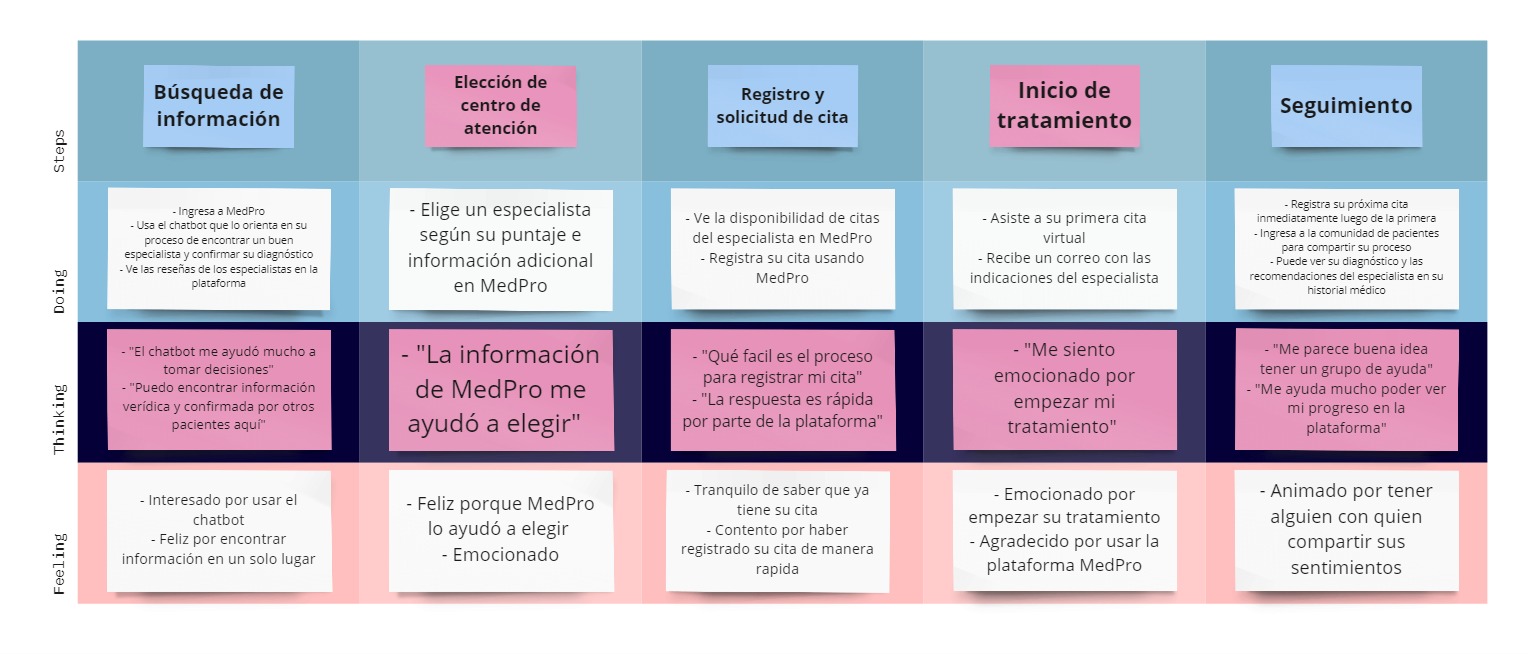 Steps
Búsqueda de
información
Elección de
centro de
atención
Registro y
solicitud de cita
Inicio de
tratamiento
Seguimiento
Doing
- Ingresa a MedPro
- Usa el chatbot que lo orienta en su
proceso de encontrar un buen
especialista y confirmar su diagnóstico
- Ve las reseñas de los especialistas en la
plataforma
- Elige un especialista
según su puntaje e
información adicional
en MedPro
- Ve la disponibilidad de citas
del especialista en MedPro
- Registra su cita usando
MedPro
- Asiste a su primera cita
virtual
- Recibe un correo con las
indicaciones del especialista
- Registra su próxima cita
inmediatamente luego de la primera
- Ingresa a la comunidad de pacientes
para compartir su proceso
- Puede ver su diagnóstico y las
recomendaciones del especialista en su
historial médico
Thinking
- "El chatbot me ayudó mucho a
tomar decisiones"
- "Puedo encontrar información
verídica y confirmada por otros
pacientes aquí"
- "La información
de MedPro me
ayudó a elegir"
- "Qué facil es el proceso
para registrar mi cita"
- "La respuesta es rápida
por parte de la plataforma"
- "Me siento
emocionado por
empezar mi
tratamiento"
- "Me parece buena idea
tener un grupo de ayuda"
- "Me ayuda mucho poder ver
mi progreso en la
plataforma"
Feeling
- Interesado por usar el
chatbot
- Feliz por encontrar
información en un solo lugar
- Feliz porque MedPro
lo ayudó a elegir
- Emocionado
- Tranquilo de saber que ya
tiene su cita
- Contento por haber
registrado su cita de manera
rapida
- Emocionado por
empezar su tratamiento
- Agradecido por usar la
plataforma MedPro
- Animado por tener
alguien con quien
compartir sus
sentimientos